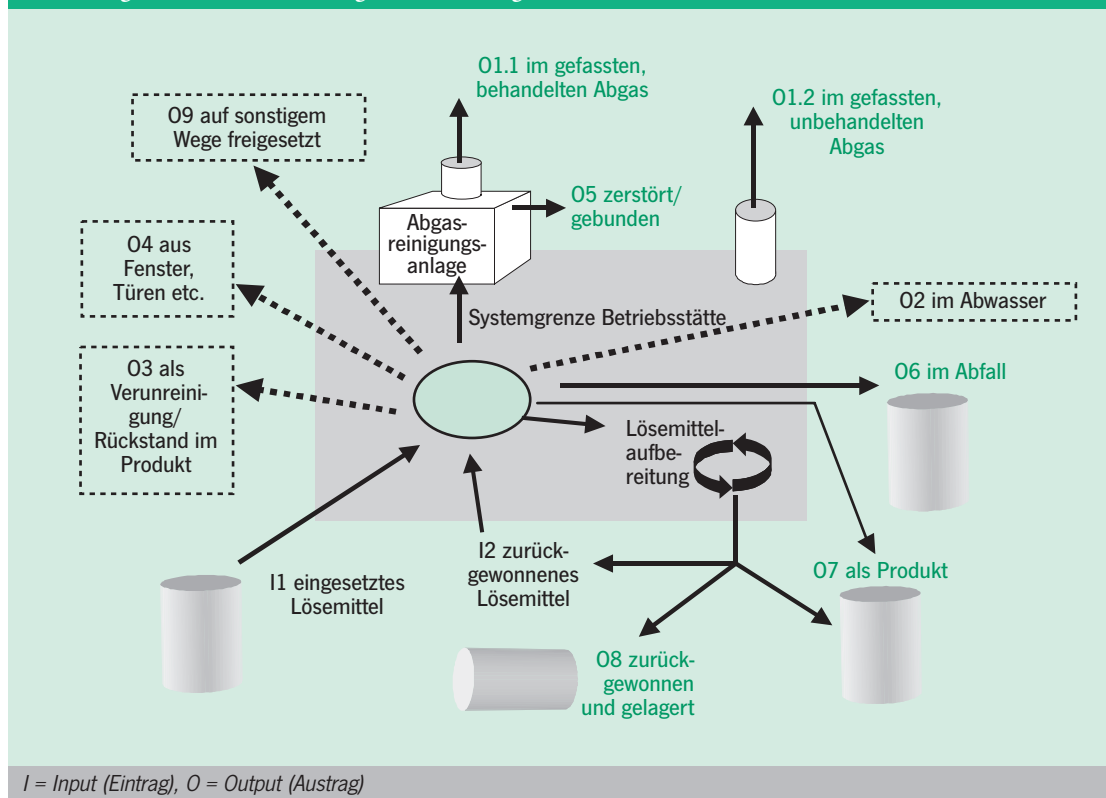 O1.1 im gefassten,
behandelten Abgas
O1.2 im gefassten,
unbehandelten
Abgas
O9 auf sonstigem
Wege freigesetzt
O5 zerstört/
gebunden
Abgas-
reinigungs-
anlage
O4 aus
Fenster,
Türen etc.
Systemgrenze Betriebsstätte
O2 im Abwasser
O3 als
Verunreini-
gung/
Rückstand im
Produkt
O6 im Abfall
Lösemittel-
aufbe-
reitung
I1 eingesetztes
Lösemittel
I2 zurück-
gewonnenes
Lösemittel
O7 als Produkt
O8 zurück-
gewonnen
und gelagert
I = Input (Eintrag), O = Output (Austrag)